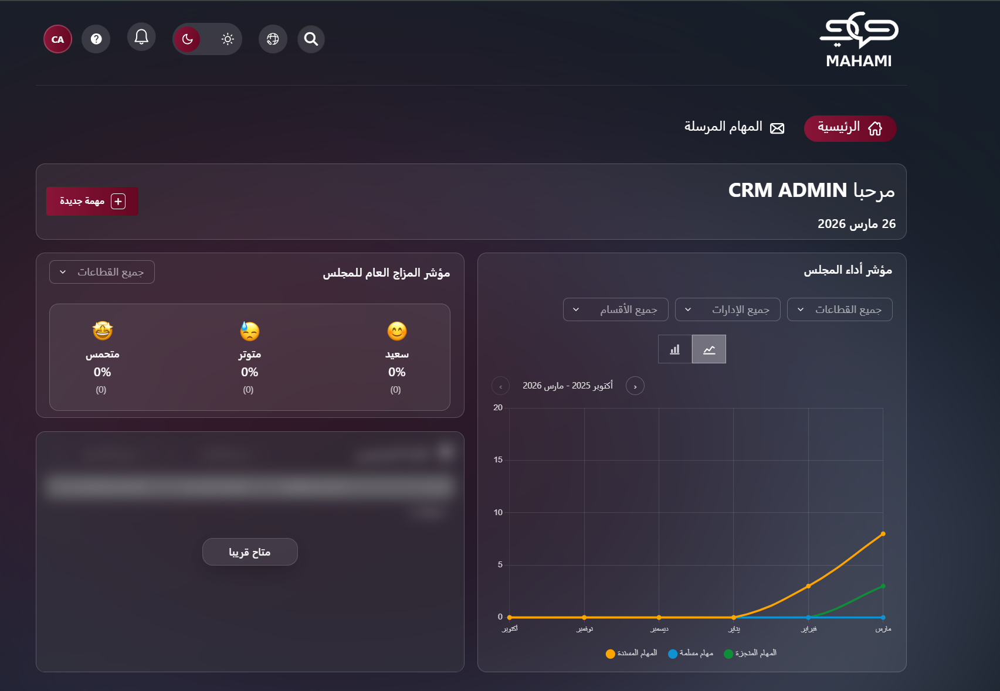 MAHAMI
CA
الرئيسية
المهام المرسلة
مرحبا CRM ADMIN
26 مارس 2026
مهمة جديدة
مؤشر أداء المجلس
جميع القطاعات
جميع الإدارات
جميع الأقسام
أكتوبر 2025 - مارس 2026
20
15
10
5
0
أكتوبر
نوفمبر
ديسمبر
يناير
فبراير
مارس
المهام المنجزة
مهام مسلمة
المهام المسندة
مؤشر المزاج العام للمجلس
جميع القطاعات
سعيد
0%
(0)
متوتر
0%
(0)
متحمس
0%
(0)
متاح قريبا